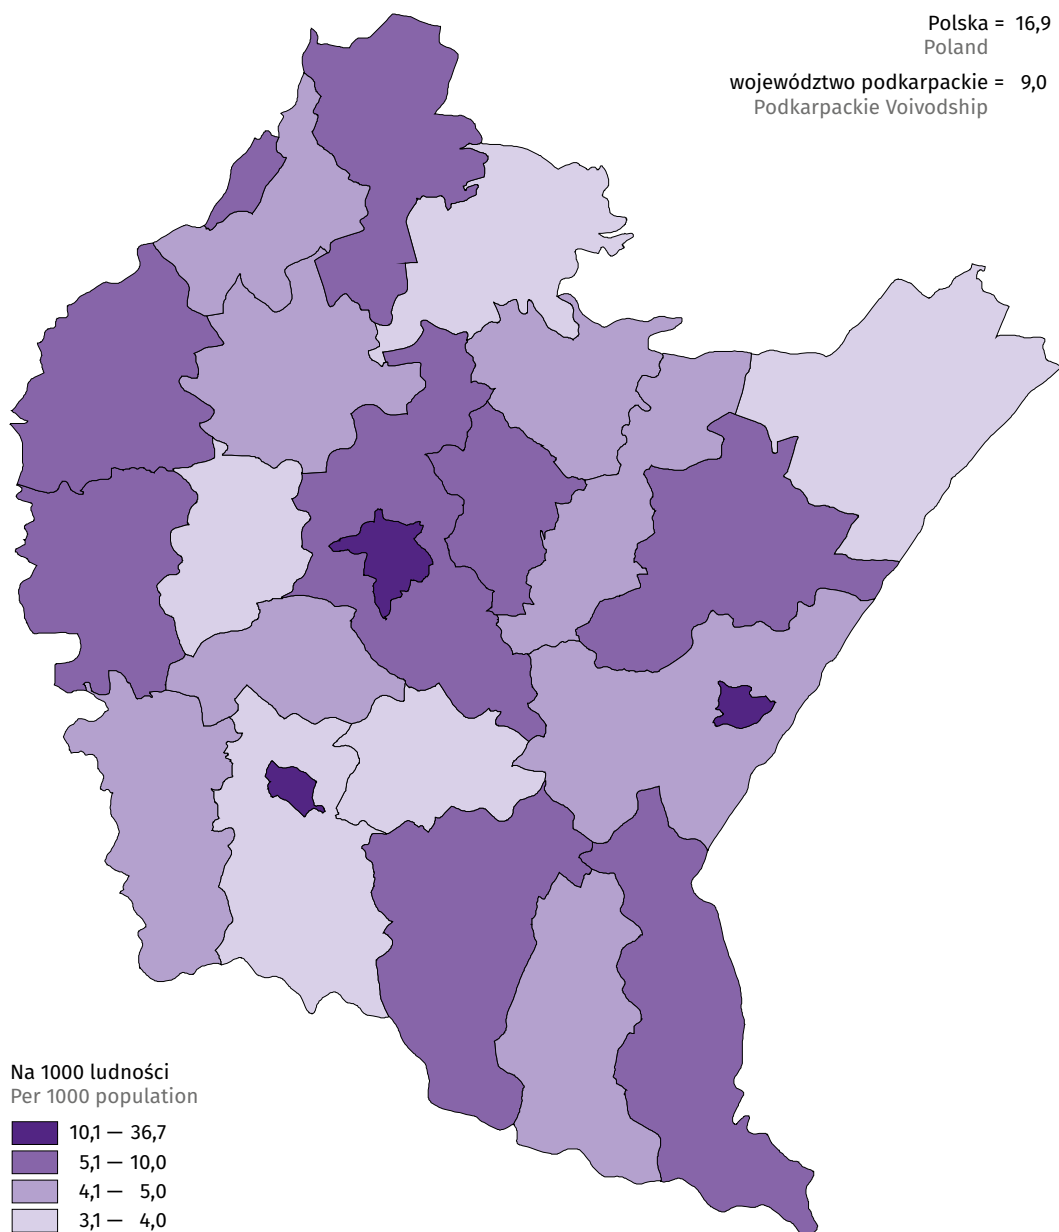 Polska = 16,9
Poland
województwo podkarpackie = 9,0
Podkarpackie Voivodship
Na 1000 ludności
Per 1000 population
10,1 — 36,7
5,1 — 10,0
4,1 — 5,0
3,1 — 4,0